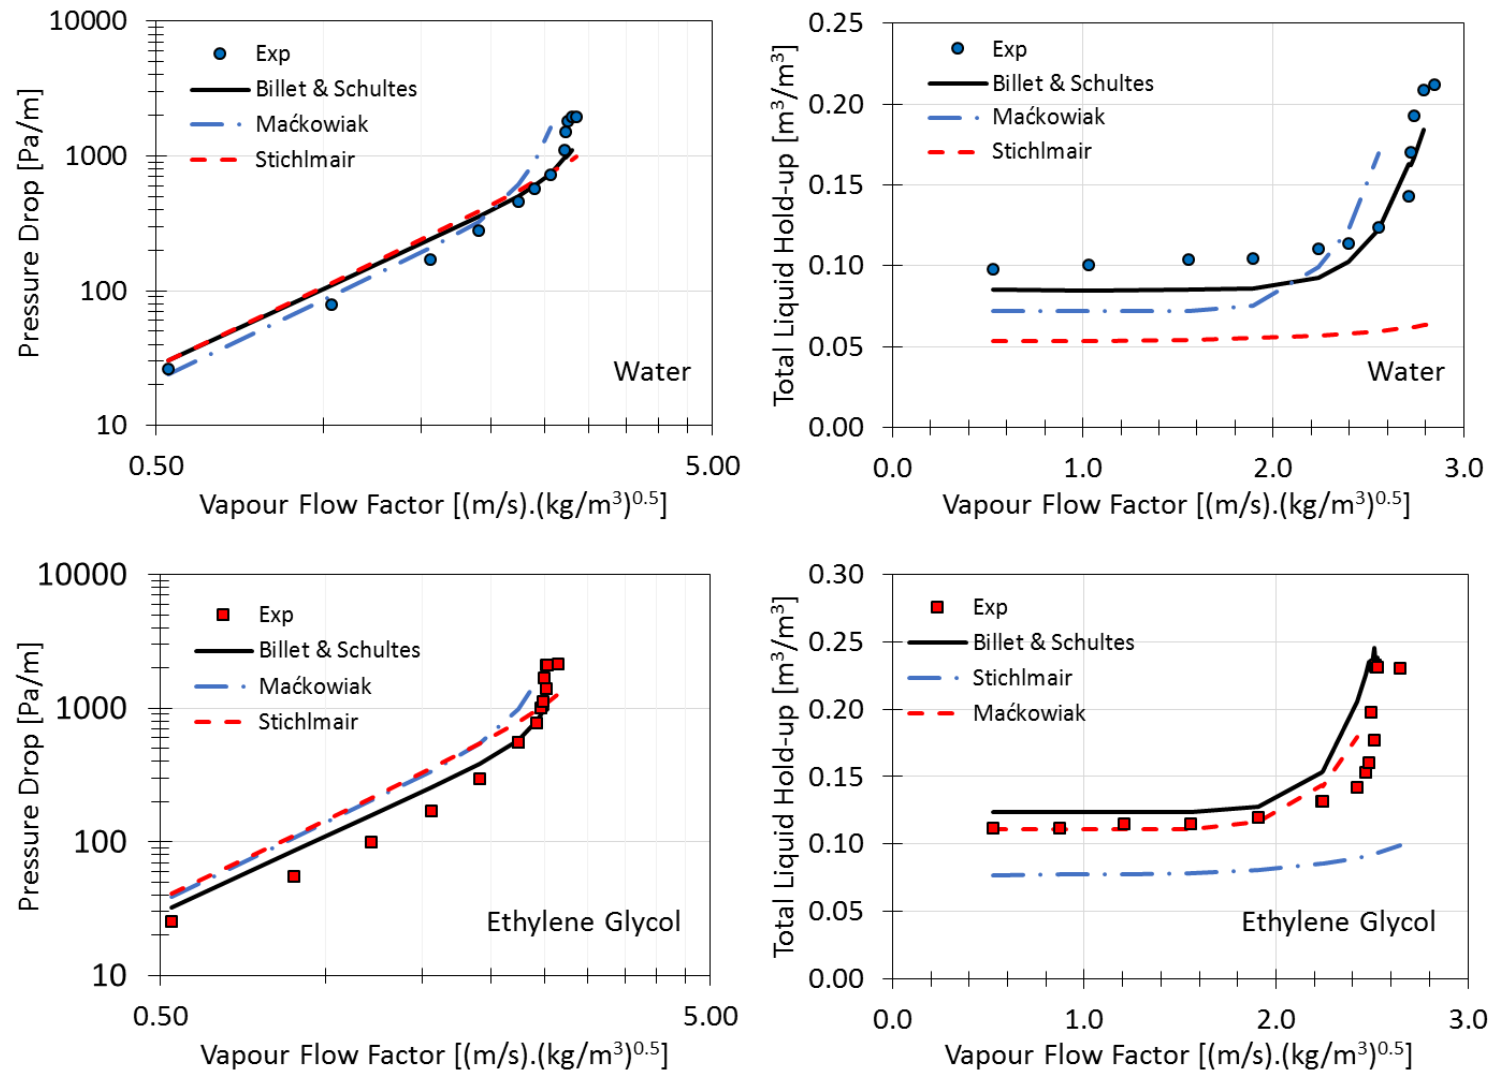 Pressure Drop [Pa/m]
10000
1000
100
10
Exp
Billet & Schultes
Maćkowiak
Stichlmair
Water
0.50
5.00
Vapour Flow Factor [(m/s).(kg/m³)⁰·⁵]
Total Liquid Hold-up [m³/m³]
0.25
0.20
0.15
0.10
0.05
0.00
Exp
Billet & Schultes
Maćkowiak
Stichlmair
Water
0.0
1.0
2.0
3.0
Vapour Flow Factor [(m/s).(kg/m³)⁰·⁵]
Pressure Drop [Pa/m]
10000
1000
100
10
Exp
Billet & Schultes
Maćkowiak
Stichlmair
Ethylene Glycol
0.50
5.00
Vapour Flow Factor [(m/s).(kg/m³)⁰·⁵]
Total Liquid Hold-up [m³/m³]
0.30
0.25
0.20
0.15
0.10
0.05
0.00
Exp
Billet & Schultes
Stichlmair
Maćkowiak
Ethylene Glycol
0.0
1.0
2.0
3.0
Vapour Flow Factor [(m/s).(kg/m³)⁰·⁵]